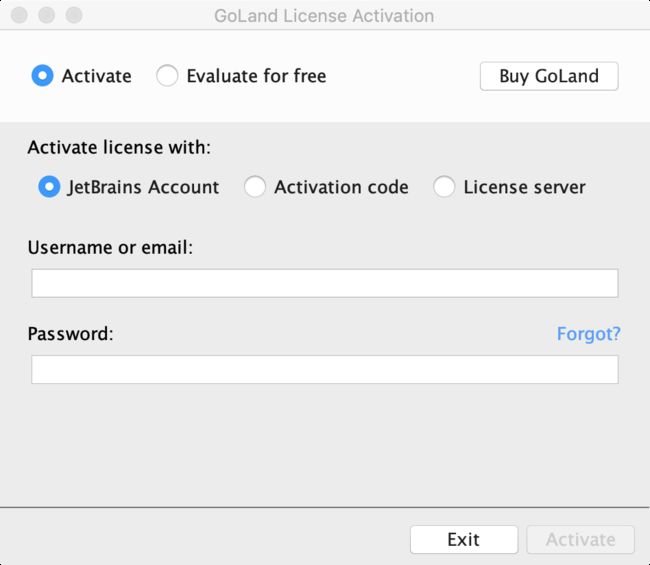 GoLand License Activation
Activate Evaluate for free Buy GoLand
Activate license with:
JetBrains Account Activation code License server
Username or email:
Password: Forgot?
Exit Activate